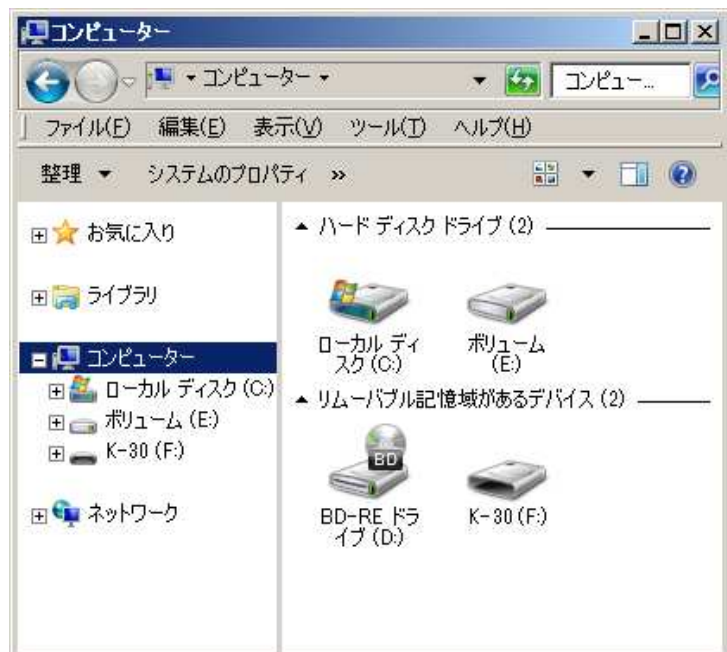 コンピューター
コンピューター
コンピュー...
ファイル(F) 編集(E) 表示(V) ツール(T) ヘルプ(H)
整理 システムのプロパティ »
お気に入り
ライブラリ
コンピューター
ローカル ディスク (C:)
ボリューム (E:)
K-30 (F:)
ネットワーク
ハード ディスク ドライブ (2)
ローカル ディ
スク (C:)
ボリューム
(E:)
リムーバブル記憶域があるデバイス (2)
BD
BD-RE ドラ
イブ (D:)
K-30 (F:)